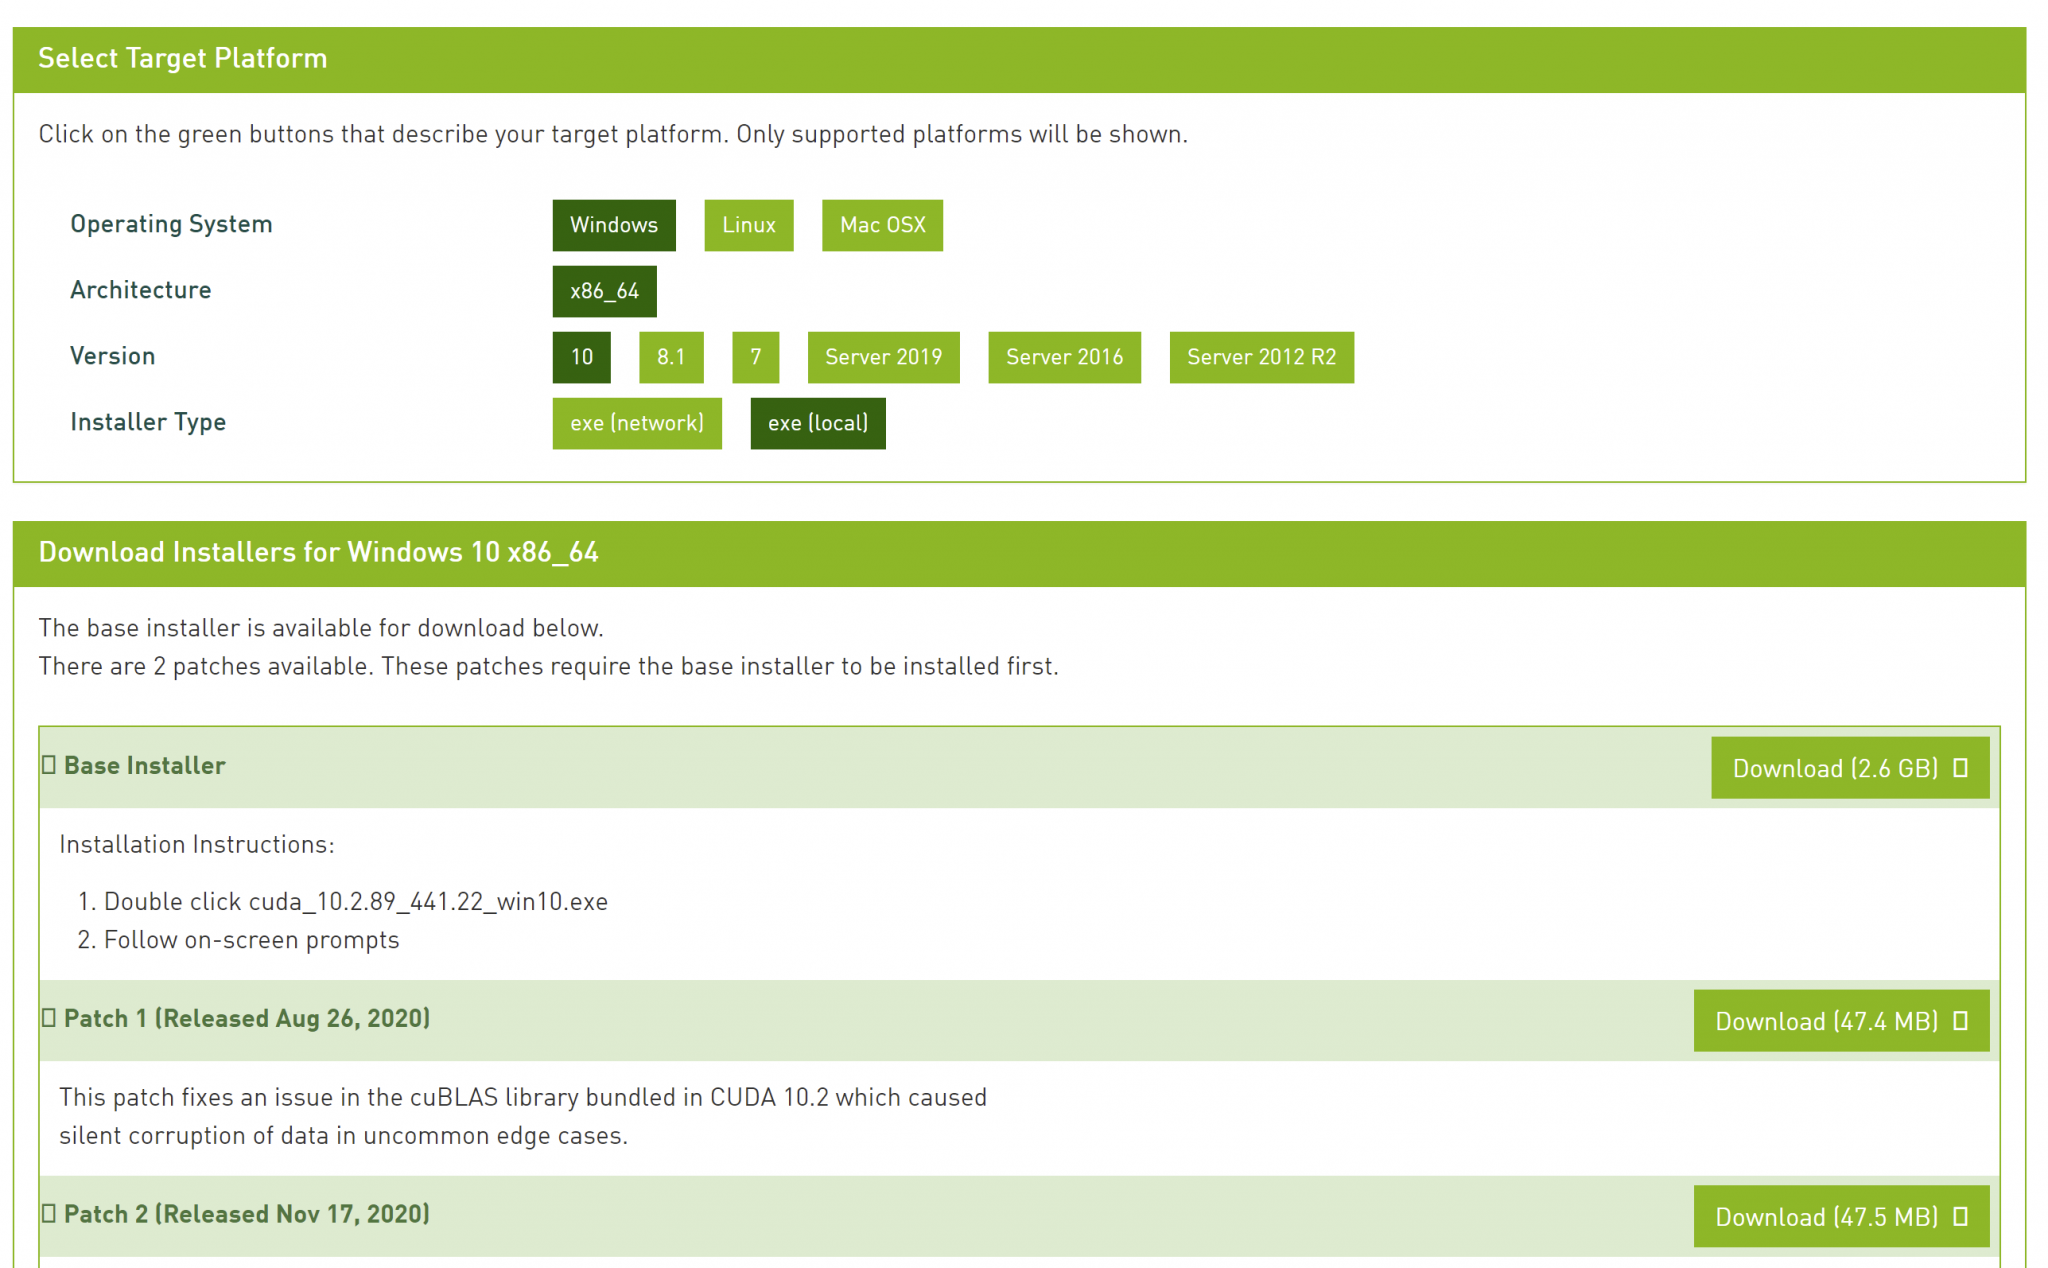 Select Target Platform
Click on the green buttons that describe your target platform. Only supported platforms will be shown.
Operating System Windows Linux Mac OSX
Architecture x86_64
Version 10 8.1 7 Server 2019 Server 2016 Server 2012 R2
Installer Type exe (network) exe (local)
Download Installers for Windows 10 x86_64
The base installer is available for download below.
There are 2 patches available. These patches require the base installer to be installed first.
Base Installer Download (2.6 GB)
Installation Instructions:
1. Double click cuda_10.2.89_441.22_win10.exe
2. Follow on-screen prompts
Patch 1 (Released Aug 26, 2020) Download (47.4 MB)
This patch fixes an issue in the cuBLAS library bundled in CUDA 10.2 which caused
silent corruption of data in uncommon edge cases.
Patch 2 (Released Nov 17, 2020) Download (47.5 MB)